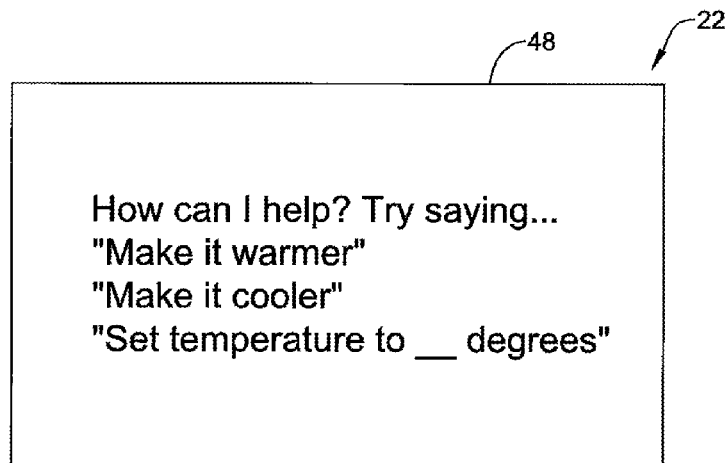 22
48
How can I help? Try saying...
"Make it warmer"
"Make it cooler"
"Set temperature to __ degrees"